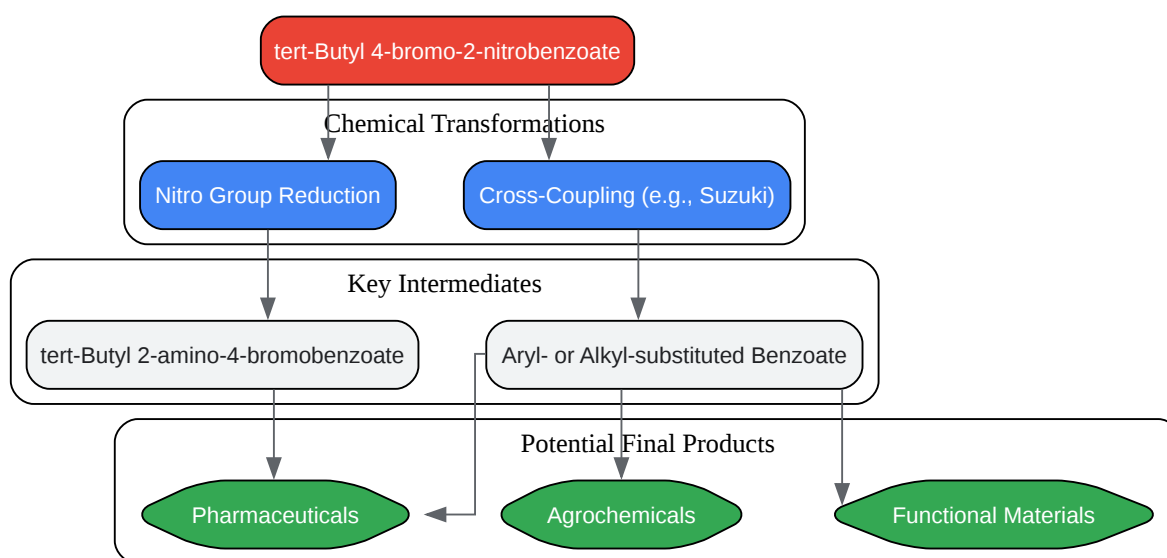 tert-Butyl 4-bromo-2-nitrobenzoate
Chemical Transformations
Nitro Group Reduction
Cross-Coupling (e.g., Suzuki)
Key Intermediates
tert-Butyl 2-amino-4-bromobenzoate
Aryl- or Alkyl-substituted Benzoate
Potential Final Products
Pharmaceuticals
Agrochemicals
Functional Materials